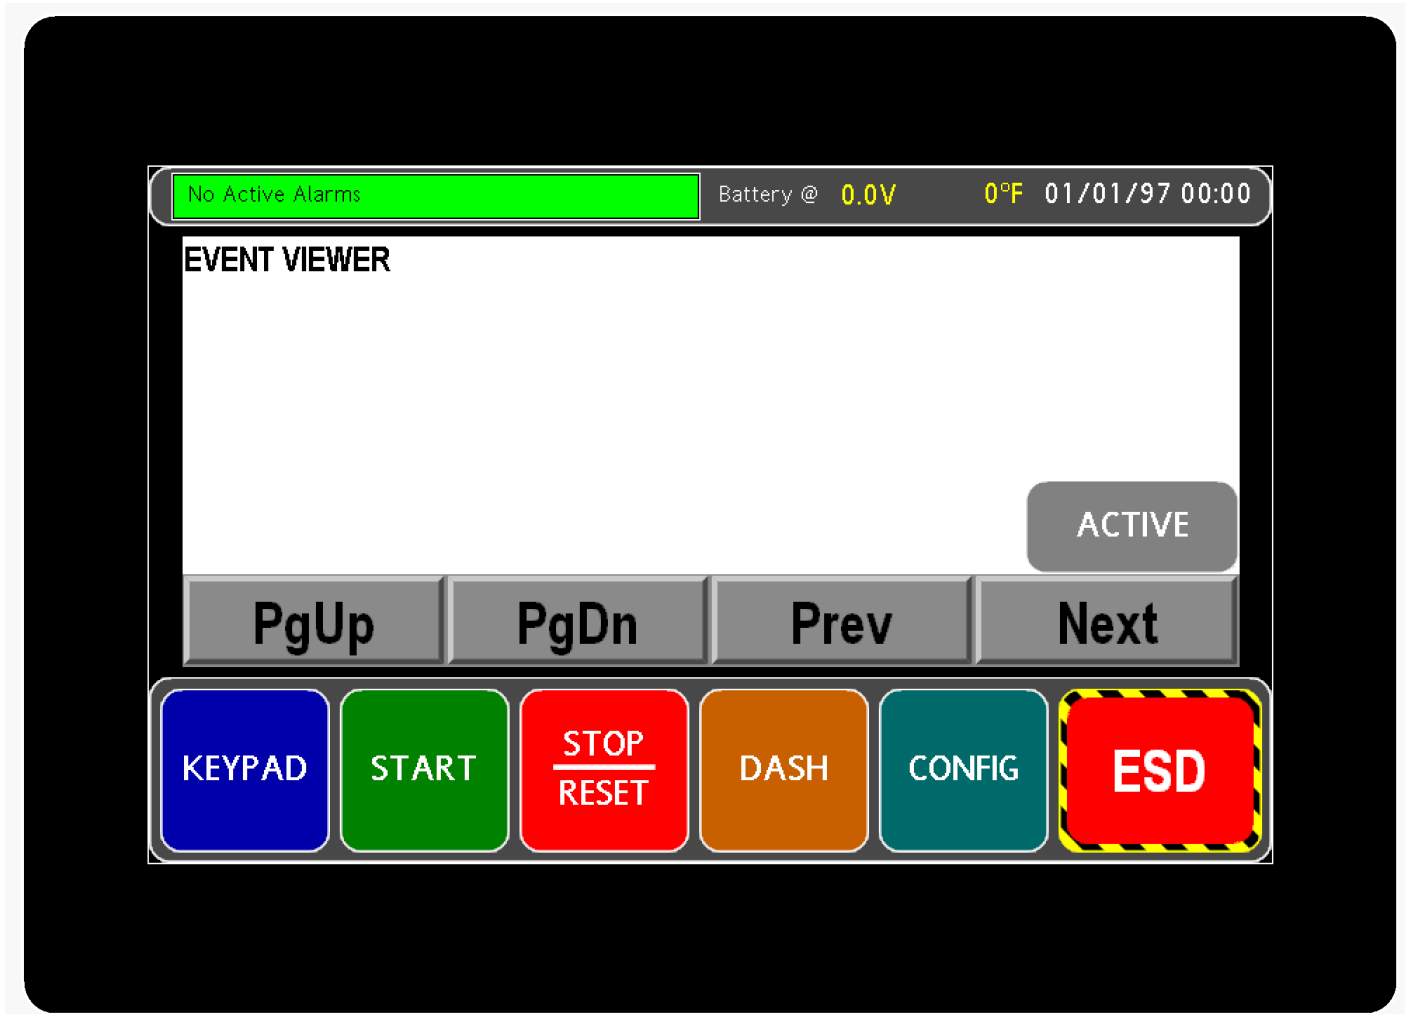 No Active Alarms Battery @ 0.0V 0°F 01/01/97 00:00
EVENT VIEWER
ACTIVE
PgUp PgDn Prev Next
KEYPAD START STOP RESET DASH CONFIG ESD